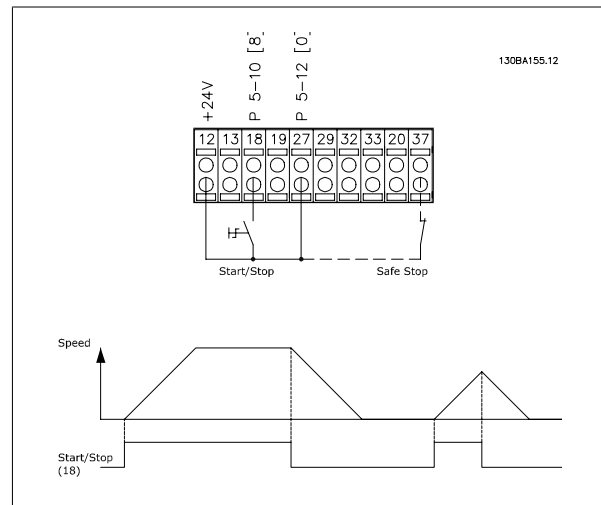 130BA155.12
+24V
P 5-10 [8]
P 5-12 [0]
12 13 18 19 27 29 32 33 20 37
Start/Stop
Safe Stop
Speed
Start/Stop
(18)